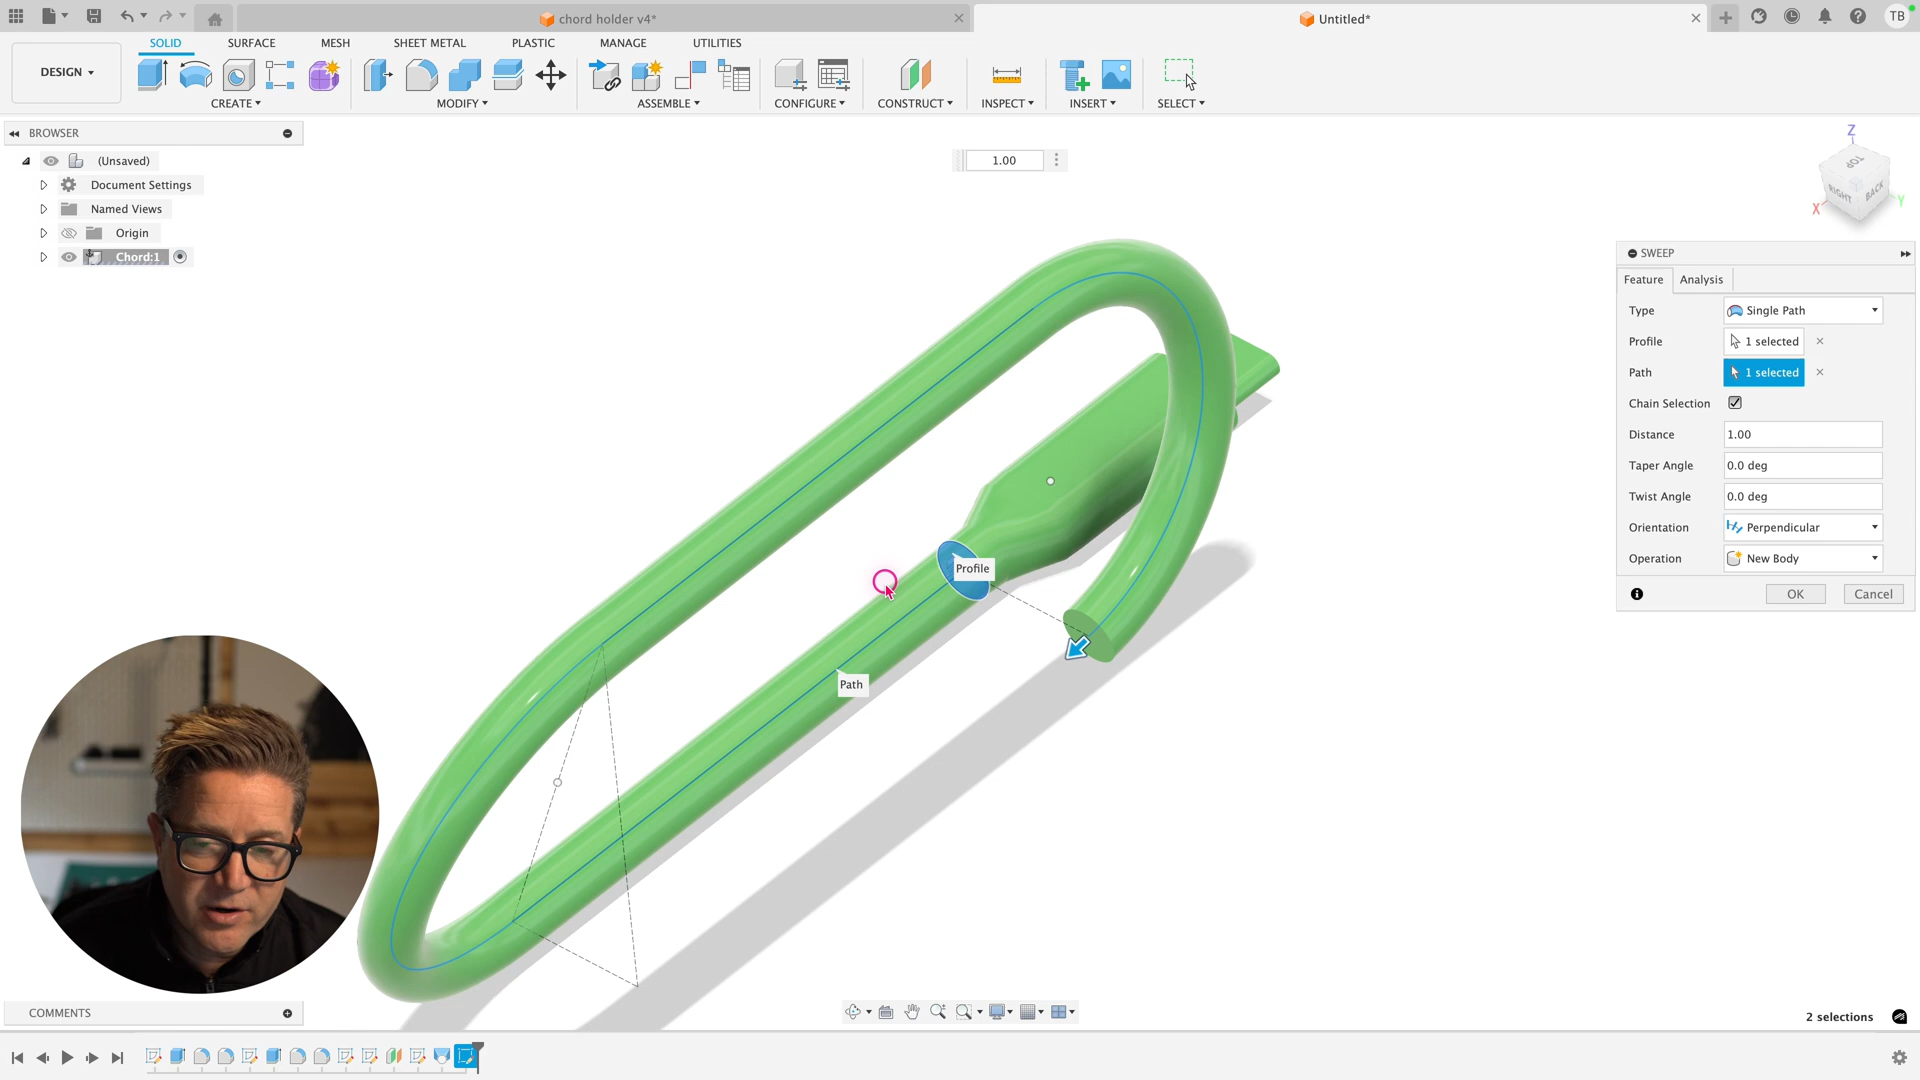 chord holder v4*
Untitled*
TB
DESIGN
SOLID
SURFACE
MESH
SHEET METAL
PLASTIC
MANAGE
UTILITIES
CREATE
MODIFY
ASSEMBLE
CONFIGURE
CONSTRUCT
INSPECT
INSERT
SELECT
BROWSER
(Unsaved)
Document Settings
Named Views
Origin
Chord:1
1.00
Z
TOP
RIGHT
BACK
X
Y
SWEEP
Feature
Analysis
Type
Single Path
Profile
1 selected
Path
1 selected
Chain Selection
Distance
1.00
Taper Angle
0.0 deg
Twist Angle
0.0 deg
Orientation
Perpendicular
Operation
New Body
OK
Cancel
Profile
Path
COMMENTS
2 selections